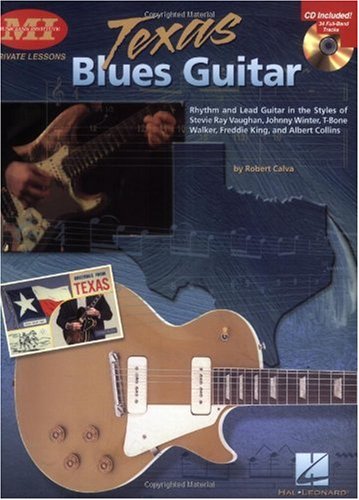 MI
MUSICIANS INSTITUTE
PRIVATE LESSONS
Texas
Blues Guitar
CD Included!
34 Full-Band
Tracks
Rhythm and Lead Guitar in the Styles of
Stevie Ray Vaughan, Johnny Winter, T-Bone
Walker, Freddie King, and Albert Collins
by Robert Calva
GREETINGS FROM
TEXAS
HAL•LEONARD®